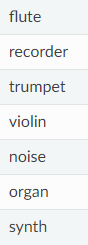 flute
recorder
trumpet
violin
noise
organ
synth